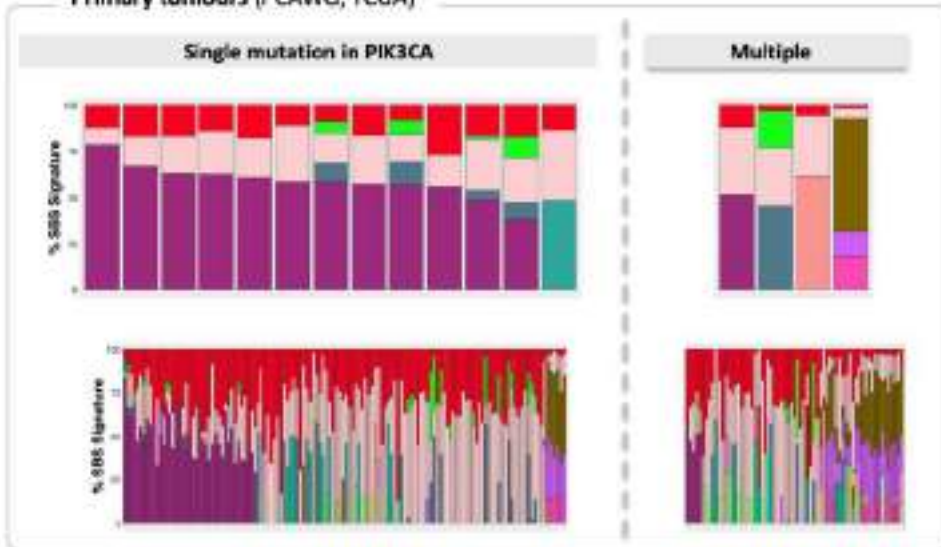 Primary tumours (PCAWG, TCGA)
Single mutation in PIK3CA
Multiple
% SBS Signature
% SBS Signature